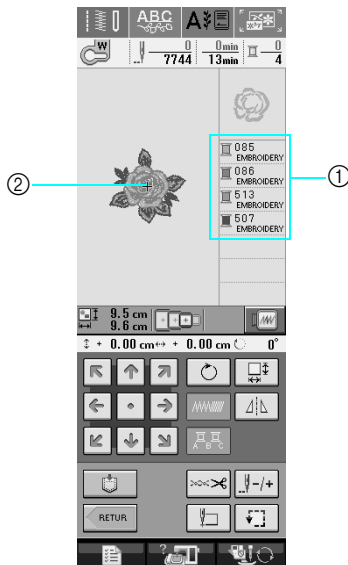 ABC
A
W
0
7744
0min
13min
0
4
085
EMBROIDERY
086
EMBROIDERY
513
EMBROIDERY
507
EMBROIDERY
①
②
9.5 cm
9.6 cm
+ 0.00 cm + 0.00 cm 0°
A B C
-/+
RETUR
?